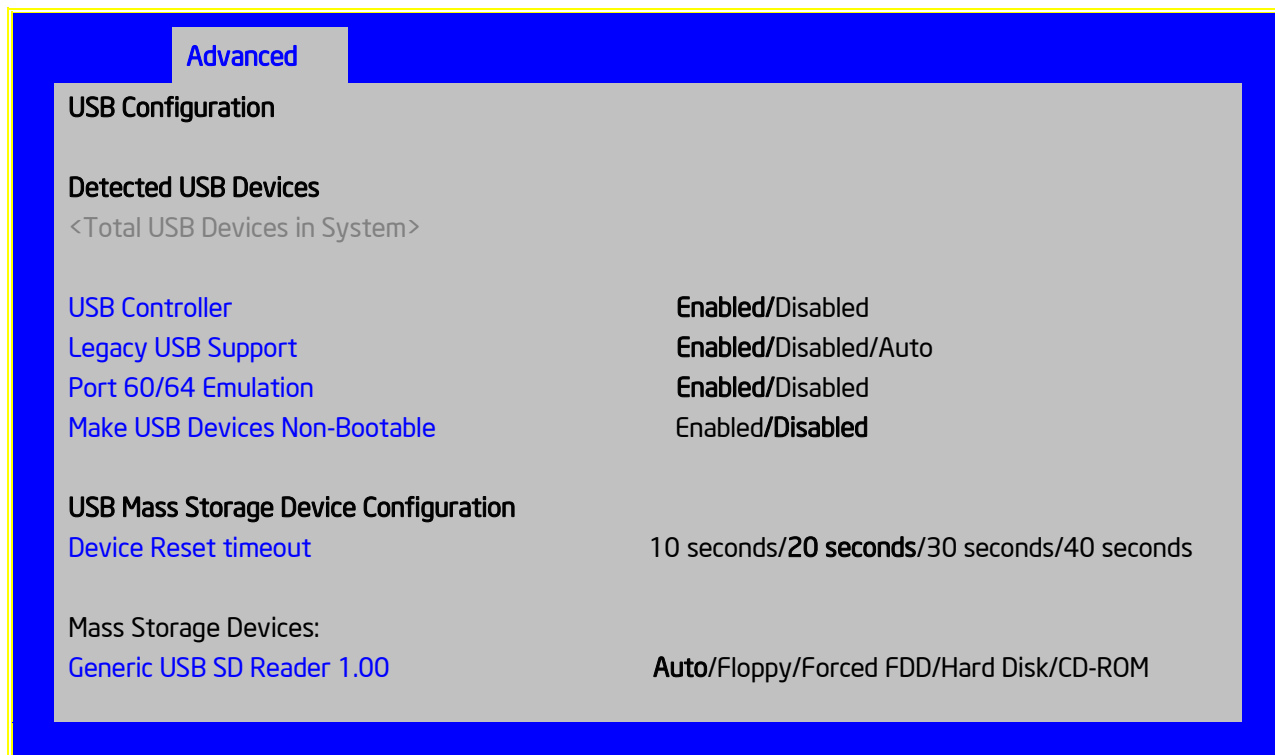 Advanced
USB Configuration
Detected USB Devices
<Total USB Devices in System>
USB Controller Enabled/Disabled
Legacy USB Support Enabled/Disabled/Auto
Port 60/64 Emulation Enabled/Disabled
Make USB Devices Non-Bootable Enabled/Disabled
USB Mass Storage Device Configuration
Device Reset timeout 10 seconds/20 seconds/30 seconds/40 seconds
Mass Storage Devices:
Generic USB SD Reader 1.00 Auto/Floppy/Forced FDD/Hard Disk/CD-ROM